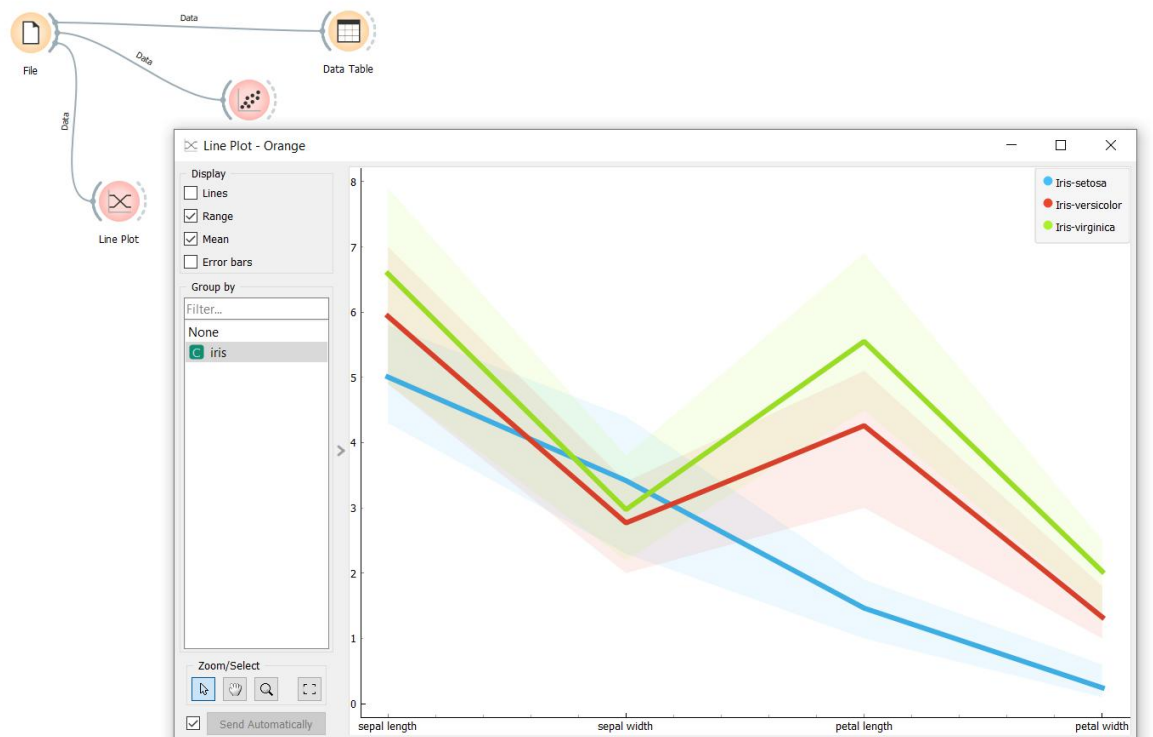 Data
File
Data
Data Table
Data
Line Plot
Line Plot - Orange
Display
Lines
Range
Mean
Error bars
Group by
Filter...
None
C iris
Zoom/Select
Send Automatically
8
7
6
5
4
3
2
1
0
sepal length
sepal width
petal length
petal width
Iris-setosa
Iris-versicolor
Iris-virginica